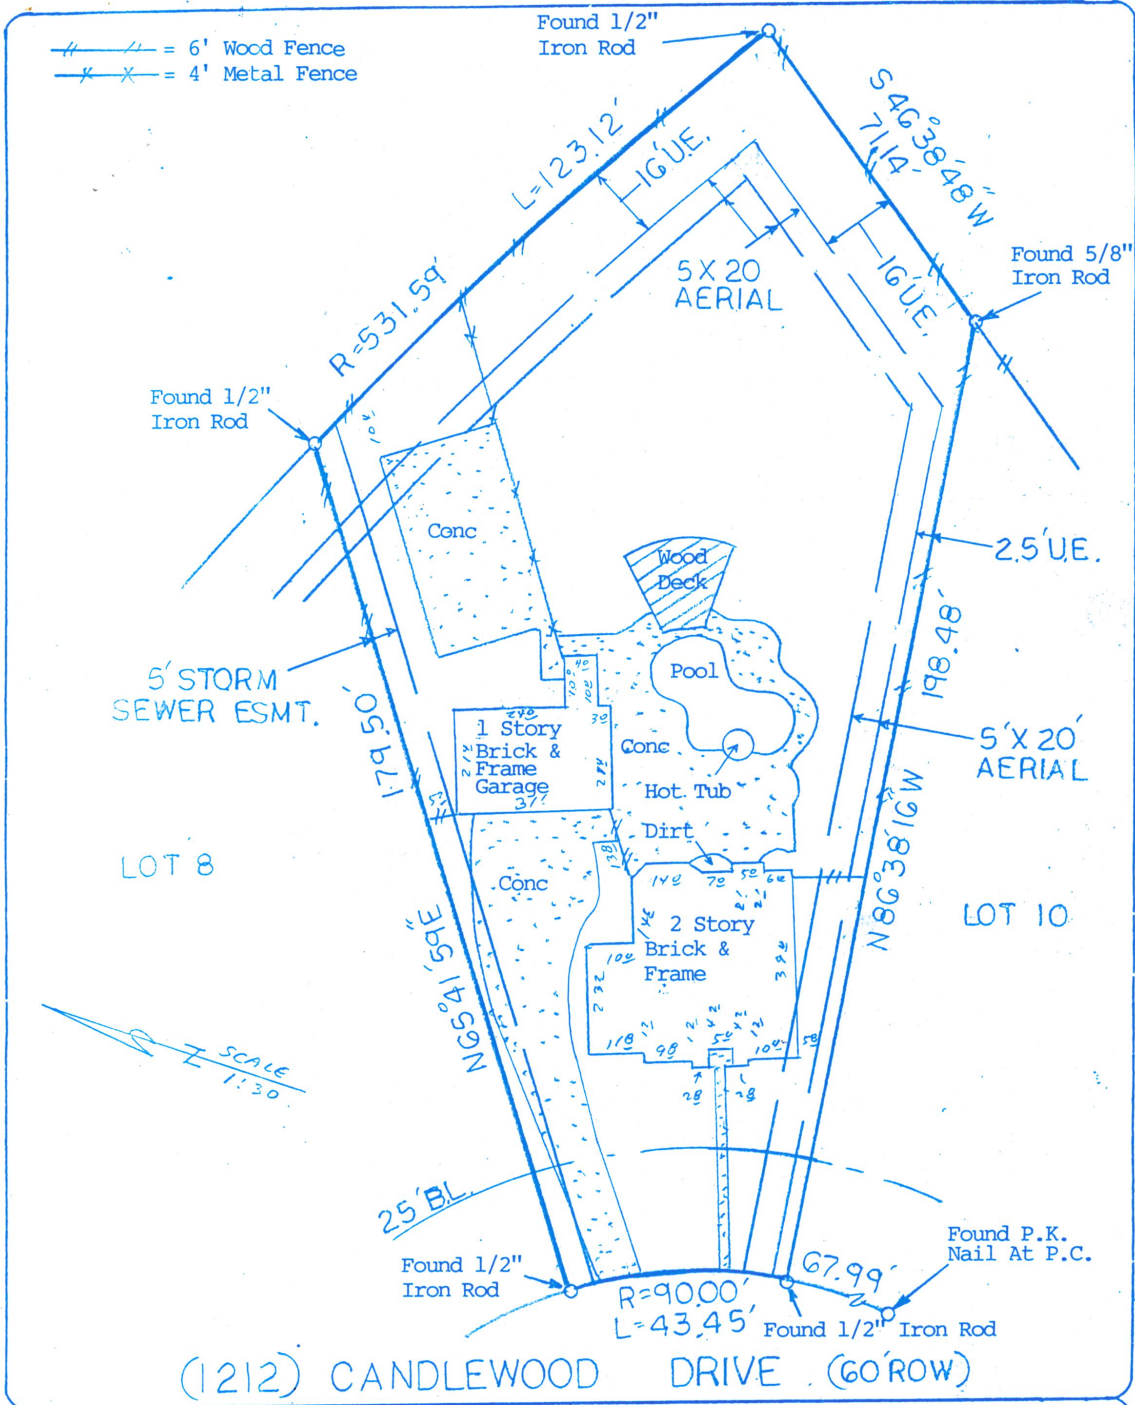 = 6' Wood Fence
= 4' Metal Fence
Found 1/2"
Iron Rod
L=123.12'
16'U.E.
S46°38'48"W
71.14'
5 X 20
AERIAL
16'U.E.
Found 5/8"
Iron Rod
R=531.59'
Found 1/2"
Iron Rod
Conc
Wood
Deck
2.5'U.E.
5'STORM
SEWER ESMT.
179.50'
Pool
198.48'
1 Story
Brick &
Frame
Garage
Conc
Hot Tub
Dirt
5'X 20'
AERIAL
LOT 8
Conc
LOT 10
2 Story
Brick &
Frame
N65°41'59"E
N86°38'16"W
SCALE
1:30
25'B.L.
Found 1/2"
Iron Rod
Found P.K.
Nail At P.C.
67.99'
R=90.00'
L=43.45'
Found 1/2" Iron Rod
(1212) CANDLEWOOD DRIVE (60'ROW)